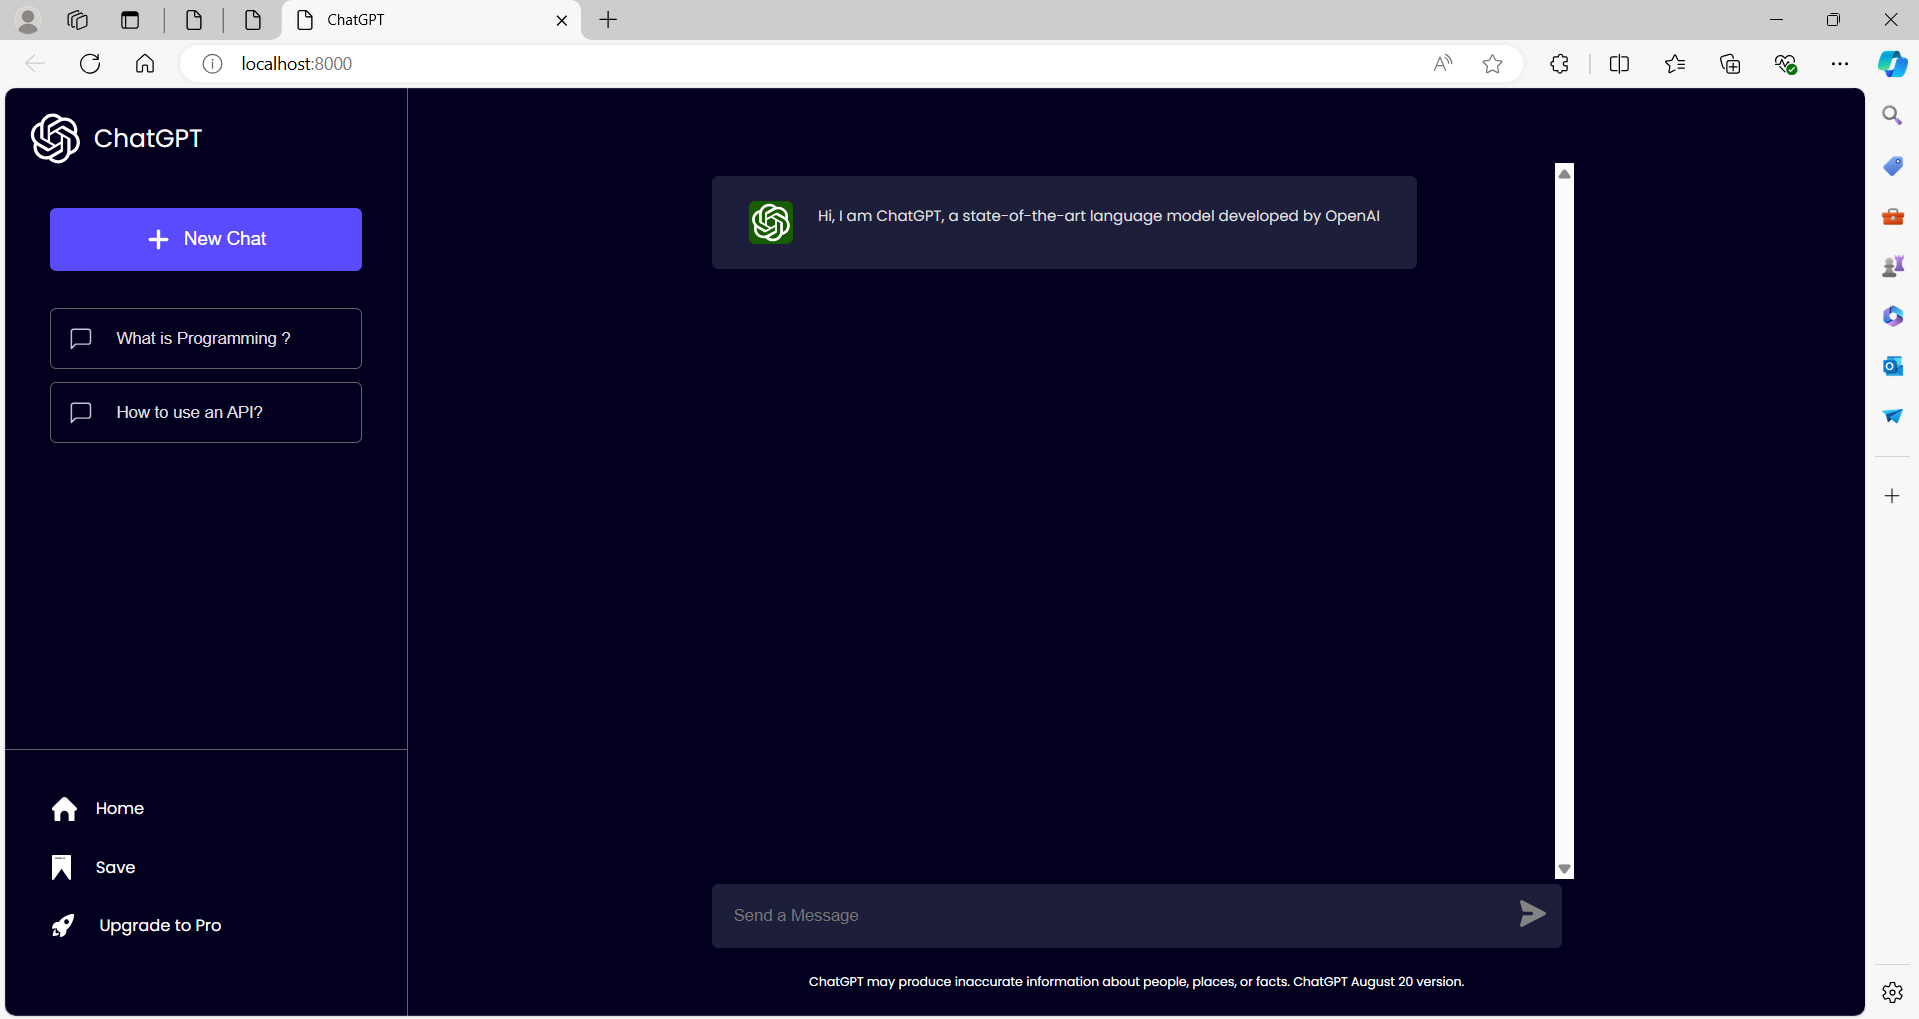 ChatGPT
localhost:8000
ChatGPT
New Chat
What is Programming ?
How to use an API?
Home
Save
Upgrade to Pro
Hi, I am ChatGPT, a state-of-the-art language model developed by OpenAI
Send a Message
ChatGPT may produce inaccurate information about people, places, or facts. ChatGPT August 20 version.